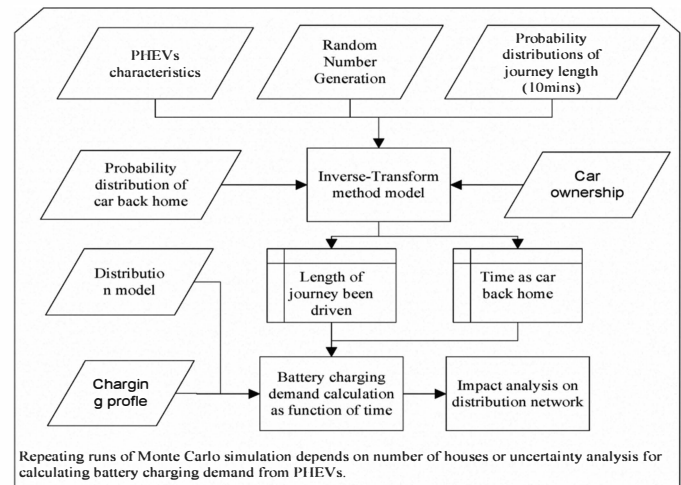 PHEVs
characteristics
Random
Number
Generation
Probability
distributions of
journey length
(10mins)
Probability
distribution of
car back home
Inverse-Transform
method model
Car
ownership
Distributio
n model
Length of
journey been
driven
Time as car
back home
Chargin
g profle
Battery charging
demand calculation
as function of time
Impact analysis on
distribution network
Repeating runs of Monte Carlo simulation depends on number of houses or uncertainty analysis for
calculating battery charging demand from PHEVs.